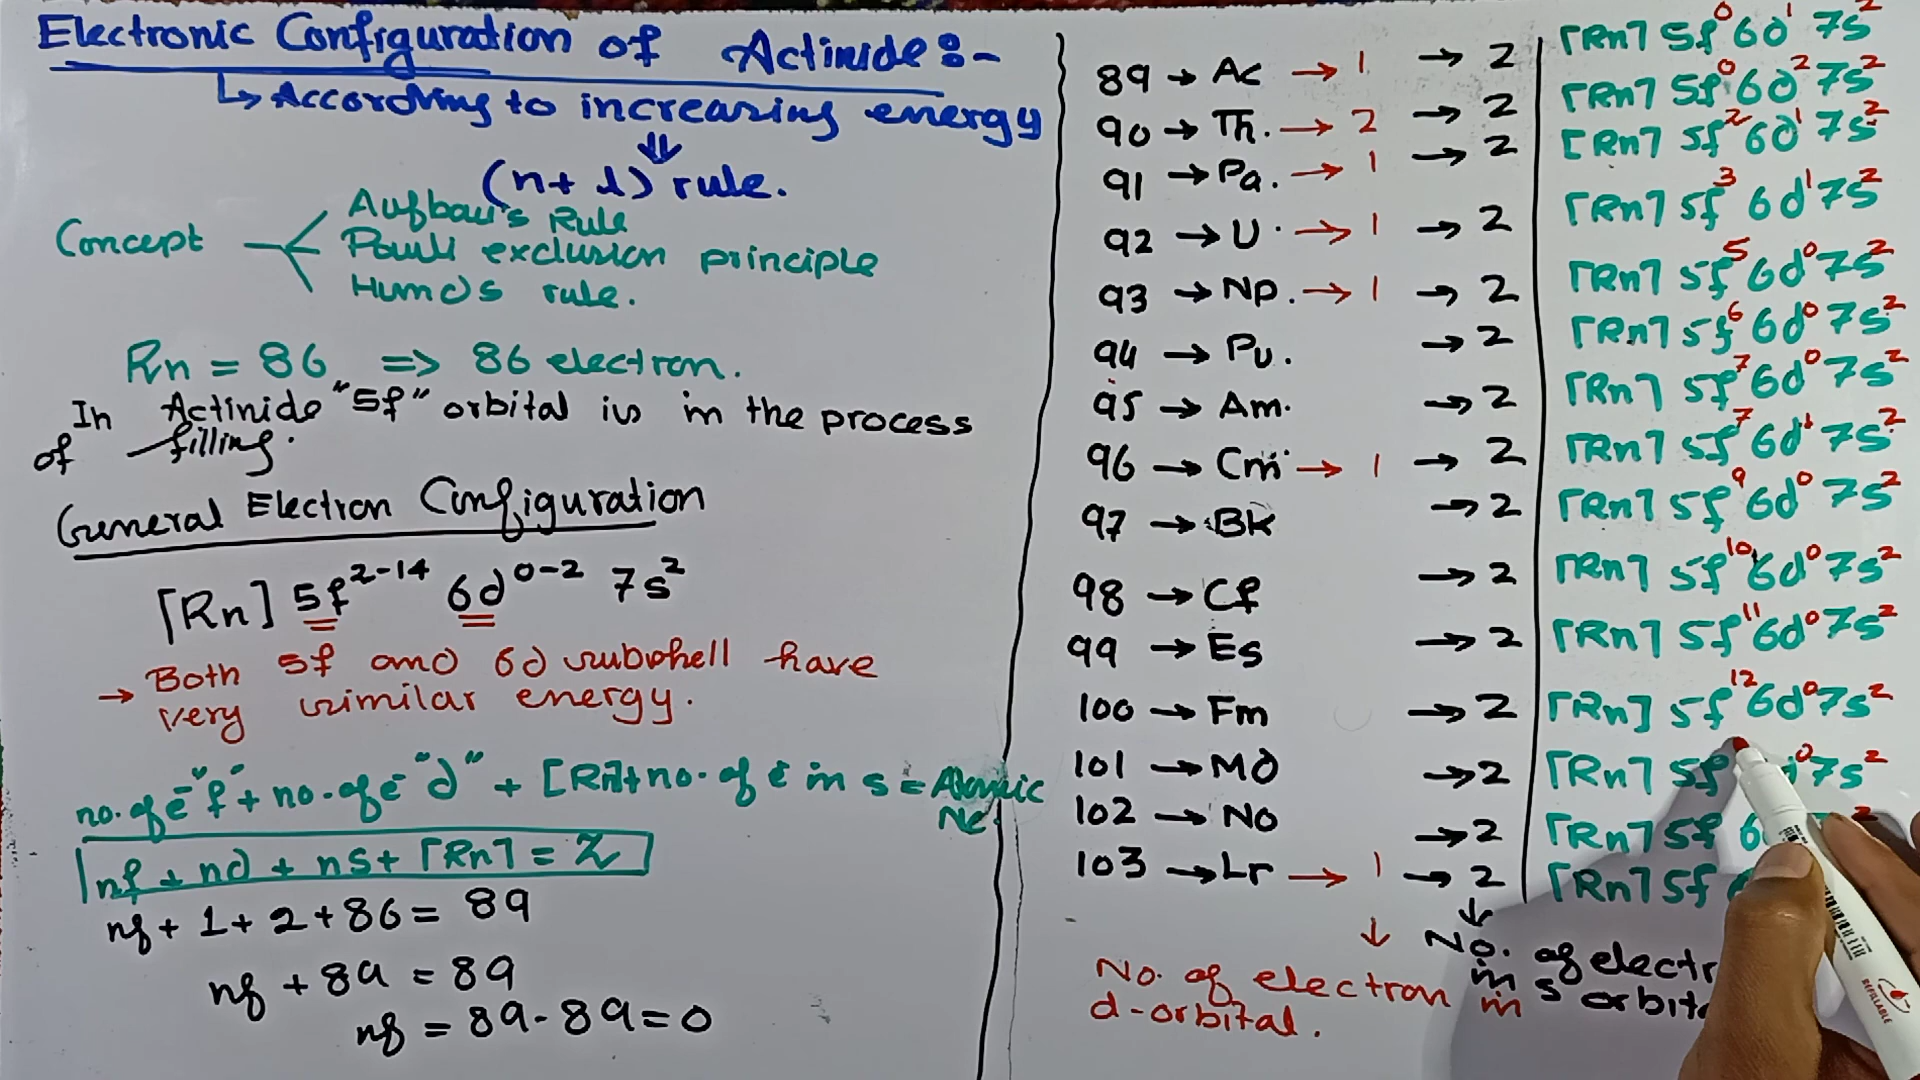 Electronic Configuration of Actinide:-
↳ According to increasing energy
⇓
(n+l) rule.
Concept
Aufbau's Rule
Pauli exclusion principle
Hund's rule.
Rn = 86 => 86 electron.
In Actinide "5f" orbital is in the process
of filling.
General Electron Configuration
[Rn] 5f²⁻¹⁴ 6d⁰⁻² 7s²
→ Both 5f and 6d subshell have
very similar energy.
no. of e⁻ "f" + no. of e⁻ "d" + [Rn] + no. of e⁻ in s = Atomic
No.
nf + nd + ns + [Rn] = Z
nf + 1 + 2 + 86 = 89
nf + 89 = 89
nf = 89 - 89 = 0
89 → Ac → 1 → 2 [Rn] 5f⁰ 6d¹ 7s²
90 → Th. → 2 → 2 [Rn] 5f⁰ 6d² 7s²
91 → Pa. → 1 → 2 [Rn] 5f² 6d¹ 7s²
92 → U. → 1 → 2 [Rn] 5f³ 6d¹ 7s²
93 → Np. → 1 → 2 [Rn] 5f⁵ 6d⁰ 7s²
94 → Pu. → 2 [Rn] 5f⁶ 6d⁰ 7s²
95 → Am. → 2 [Rn] 5f⁷ 6d⁰ 7s²
96 → Cm → 1 → 2 [Rn] 5f⁷ 6d¹ 7s²
97 → Bk → 2 [Rn] 5f⁹ 6d⁰ 7s²
98 → Cf → 2 [Rn] 5f¹⁰ 6d⁰ 7s²
99 → Es → 2 [Rn] 5f¹¹ 6d⁰ 7s²
100 → Fm → 2 [Rn] 5f¹² 6d⁰ 7s²
101 → Md → 2 [Rn] 5f ⁰ 7s²
102 → No → 2 [Rn] 5f 6 ²
103 → Lr → 1 → 2 [Rn] 5f
↓ ↓
No. of electron in
d-orbital.
No. of electr
in s orbit
REFILLABLE